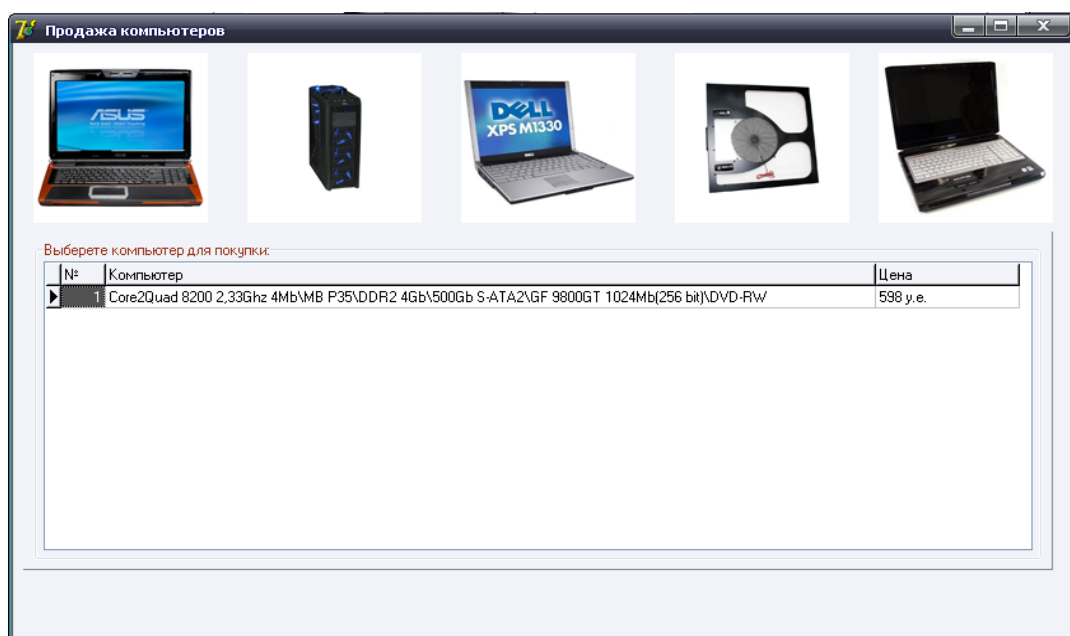 Продажа компьютеров
ASUS
DELL
XPS M1330
Выберете компьютер для покупки:
№ Компьютер Цена
1 Core2Quad 8200 2,33Ghz 4Mb\MB P35\DDR2 4Gb\500Gb S-ATA2\GF 9800GT 1024Mb(256 bit)\DVD-RW 598 у.е.